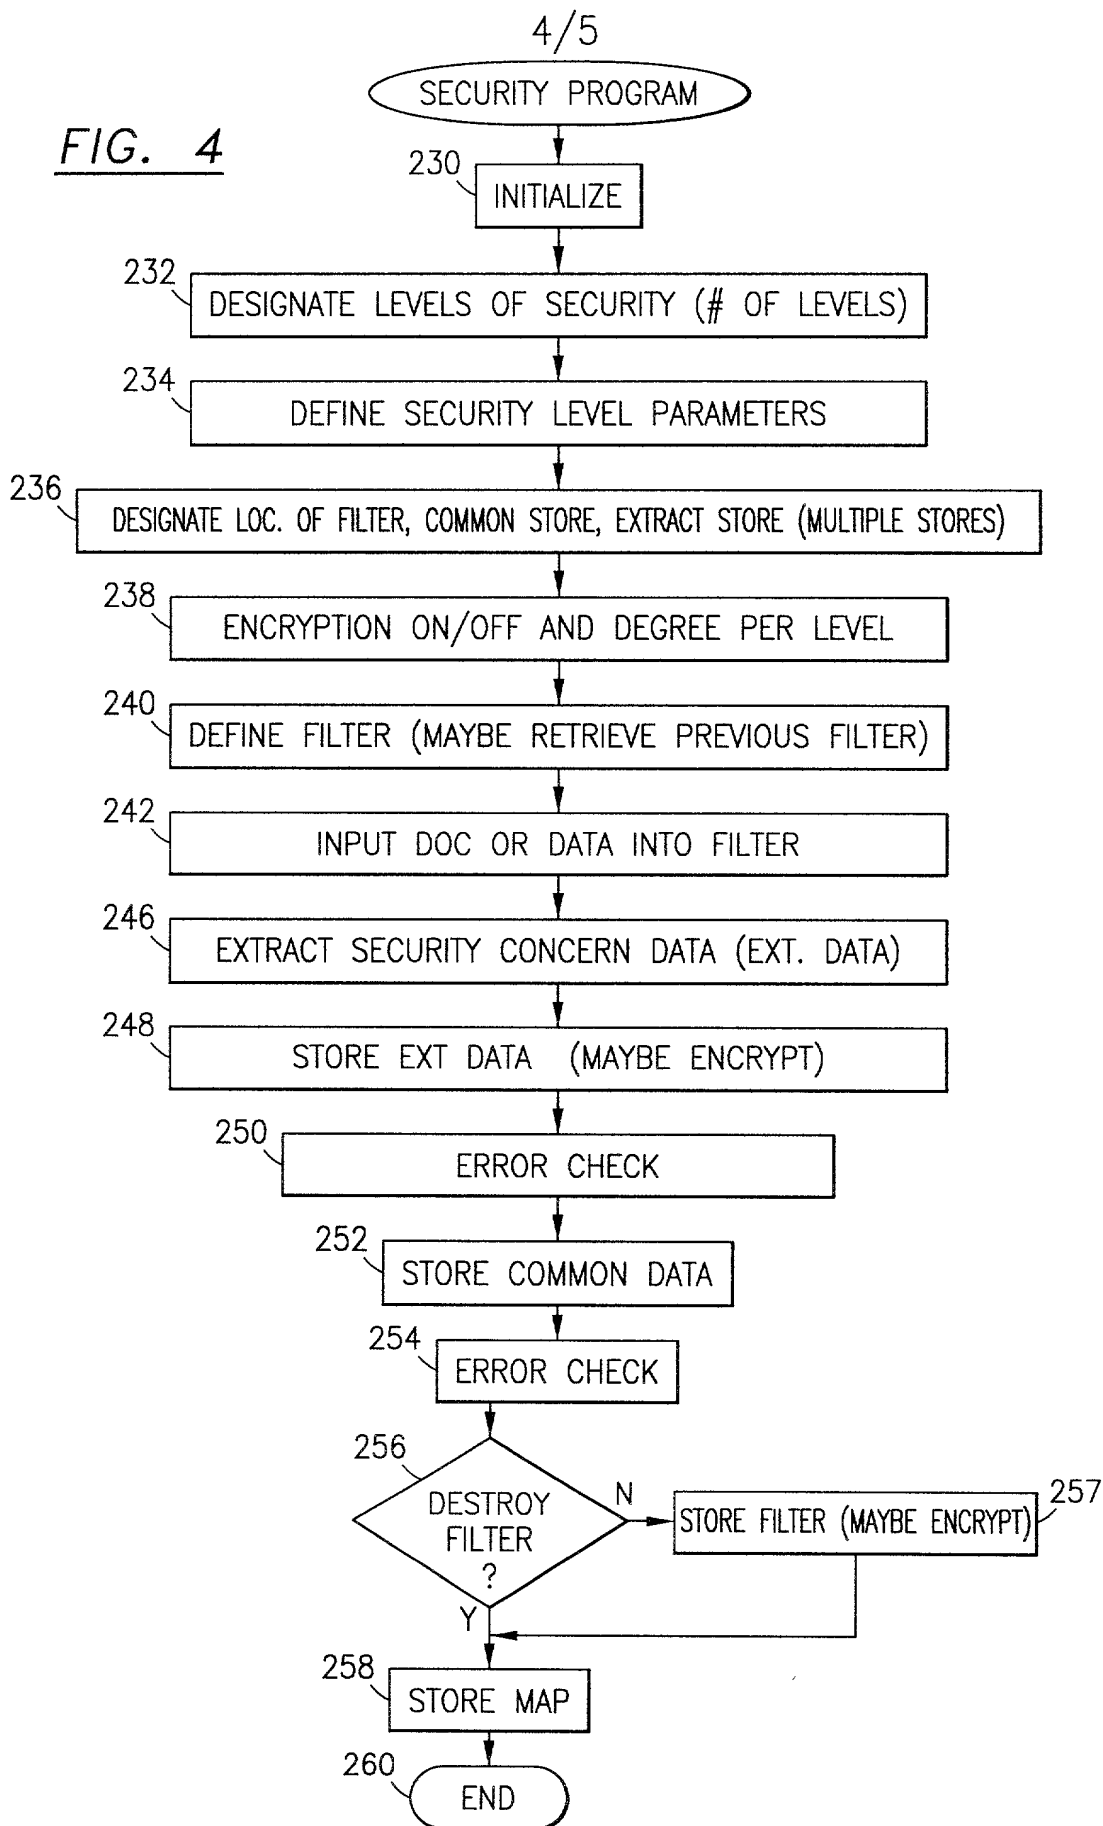 4/5
SECURITY PROGRAM
FIG. 4
230
INITIALIZE
232
DESIGNATE LEVELS OF SECURITY (# OF LEVELS)
234
DEFINE SECURITY LEVEL PARAMETERS
236
DESIGNATE LOC. OF FILTER, COMMON STORE, EXTRACT STORE (MULTIPLE STORES)
238
ENCRYPTION ON/OFF AND DEGREE PER LEVEL
240
DEFINE FILTER (MAYBE RETRIEVE PREVIOUS FILTER)
242
INPUT DOC OR DATA INTO FILTER
246
EXTRACT SECURITY CONCERN DATA (EXT. DATA)
248
STORE EXT DATA (MAYBE ENCRYPT)
250
ERROR CHECK
252
STORE COMMON DATA
254
ERROR CHECK
256
DESTROY
FILTER
?
N
257
STORE FILTER (MAYBE ENCRYPT)
Y
258
STORE MAP
260
END